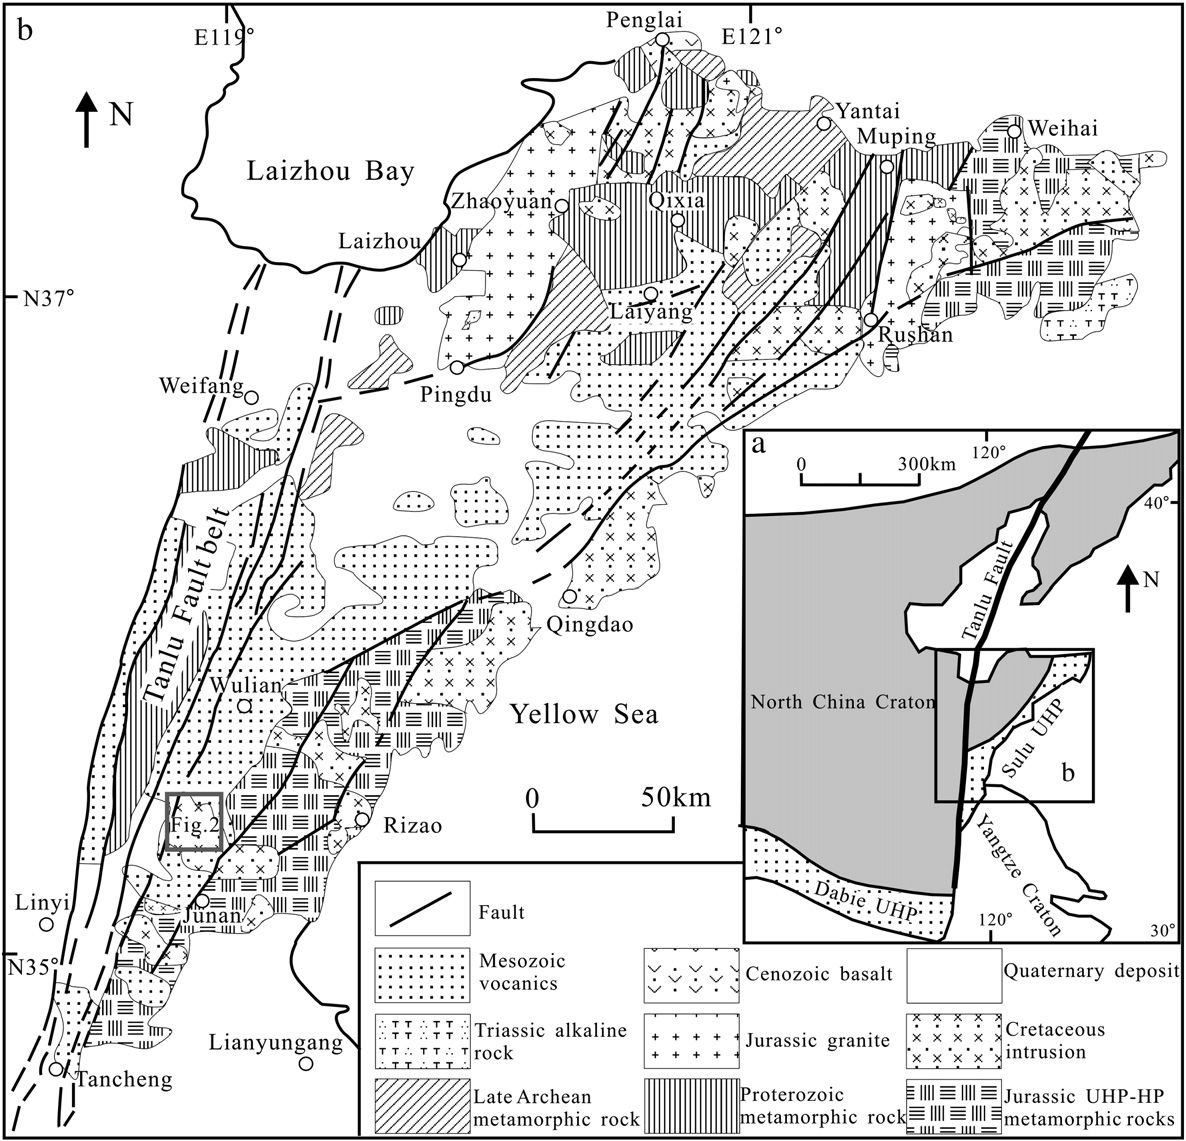 b
E119°
Penglai
E121°
N
Yantai
Muping
Weihai
Laizhou Bay
Zhaoyuan
Qixia
Laizhou
N37°
Laiyang
Rushan
Weifang
Pingdu
a
0
300km
120°
40°
Tanlu Fault belt
Tanlu Fault
N
Qingdao
Wulian
North China Craton
Yellow Sea
Sulu UHP
b
0
50km
Fig.2
Rizao
Yangtze Craton
Dabie UHP
120°
30°
Linyi
Junan
N35°
Lianyungang
Tancheng
Fault
Mesozoic
vocanics
Cenozoic basalt
Quaternary deposit
Triassic alkaline
rock
Jurassic granite
Cretaceous
intrusion
Late Archean
metamorphic rock
Proterozoic
metamorphic rock
Jurassic UHP-HP
metamorphic rocks